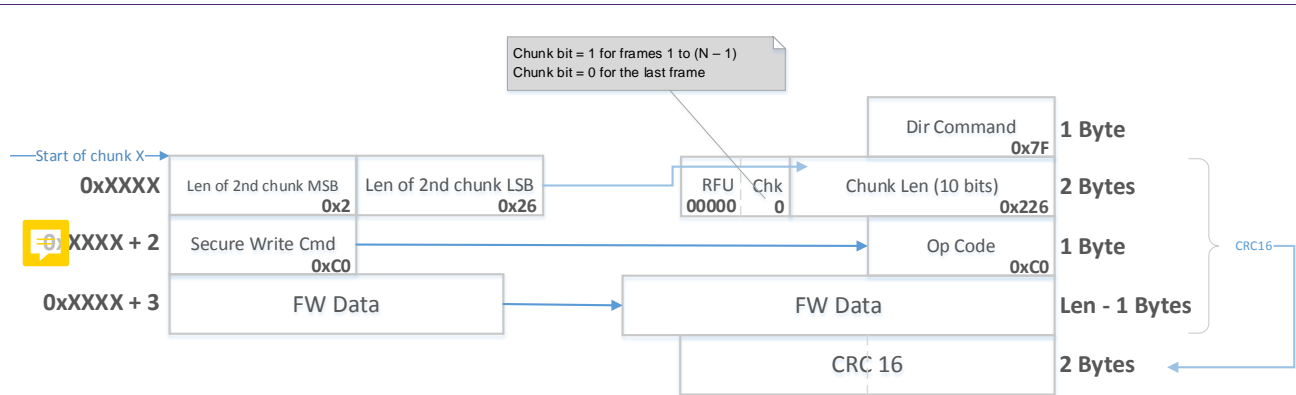 Chunk bit = 1 for frames 1 to (N – 1)
Chunk bit = 0 for the last frame
Dir Command
0x7F
1 Byte
Start of chunk X
0xXXXX
Len of 2nd chunk MSB
0x2
Len of 2nd chunk LSB
0x26
RFU
00000
Chk
0
Chunk Len (10 bits)
0x226
2 Bytes
0xXXXX + 2
Secure Write Cmd
0xC0
Op Code
0xC0
1 Byte
CRC16
0xXXXX + 3
FW Data
FW Data
Len - 1 Bytes
CRC 16
2 Bytes